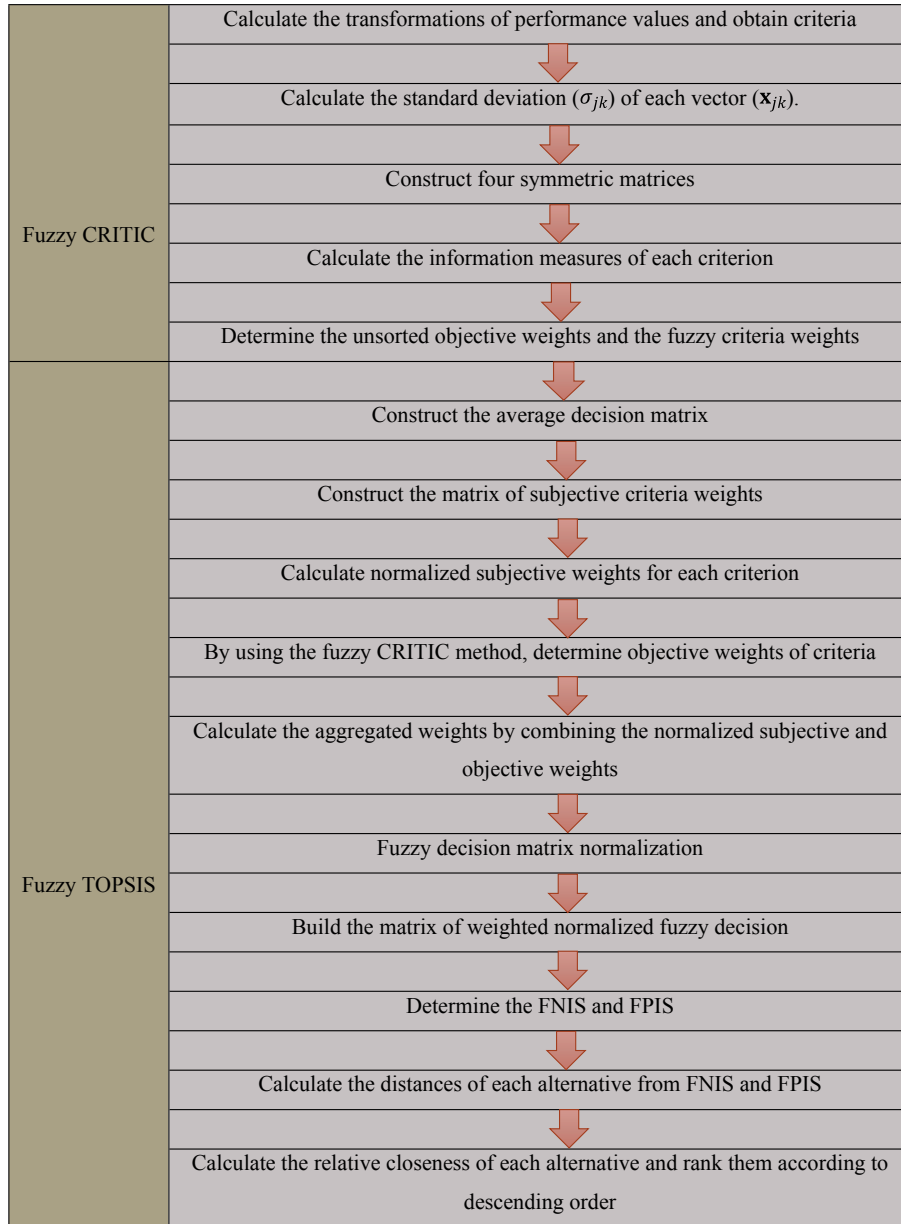 Calculate the transformations of performance values and obtain criteria
Calculate the standard deviation (σjk) of each vector (𝐱jk).
Construct four symmetric matrices
Fuzzy CRITIC
Calculate the information measures of each criterion
Determine the unsorted objective weights and the fuzzy criteria weights
Construct the average decision matrix
Construct the matrix of subjective criteria weights
Calculate normalized subjective weights for each criterion
By using the fuzzy CRITIC method, determine objective weights of criteria
Calculate the aggregated weights by combining the normalized subjective and
objective weights
Fuzzy decision matrix normalization
Fuzzy TOPSIS
Build the matrix of weighted normalized fuzzy decision
Determine the FNIS and FPIS
Calculate the distances of each alternative from FNIS and FPIS
Calculate the relative closeness of each alternative and rank them according to
descending order